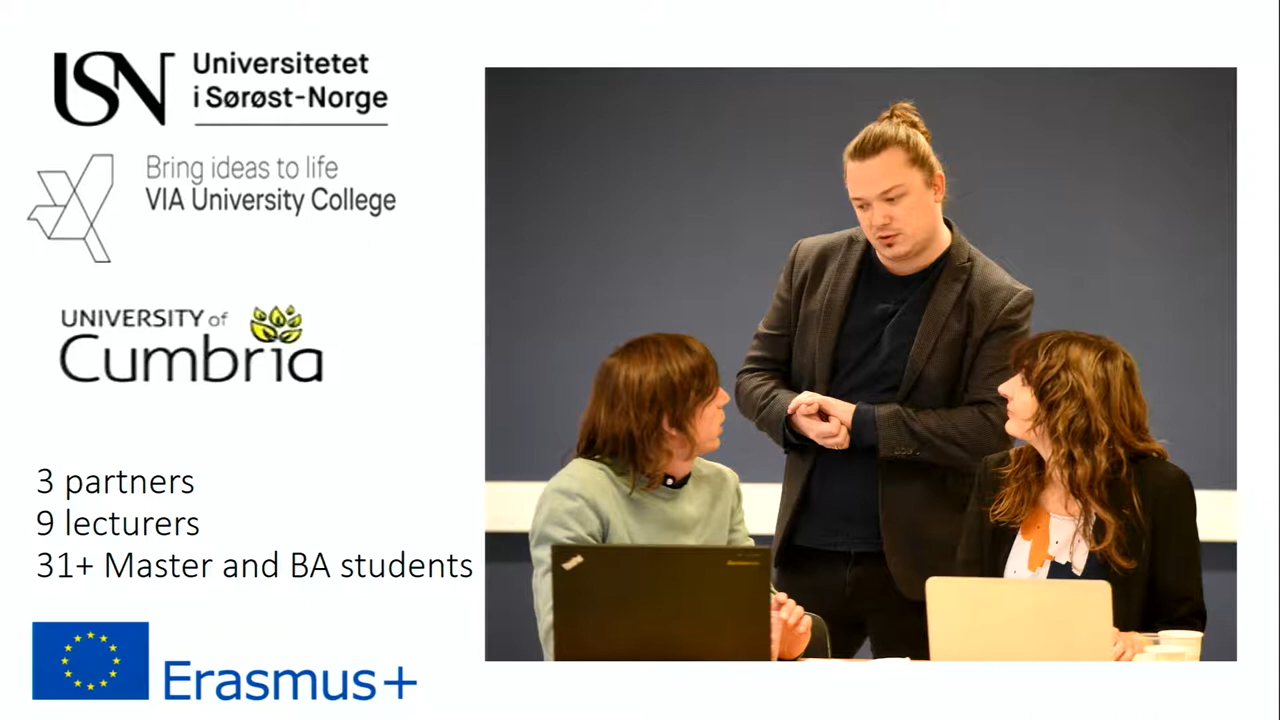 USN
Universitetet
i Sørøst-Norge
Bring ideas to life
VIA University College
UNIVERSITY of
Cumbria
3 partners
9 lecturers
31+ Master and BA students
Erasmus+